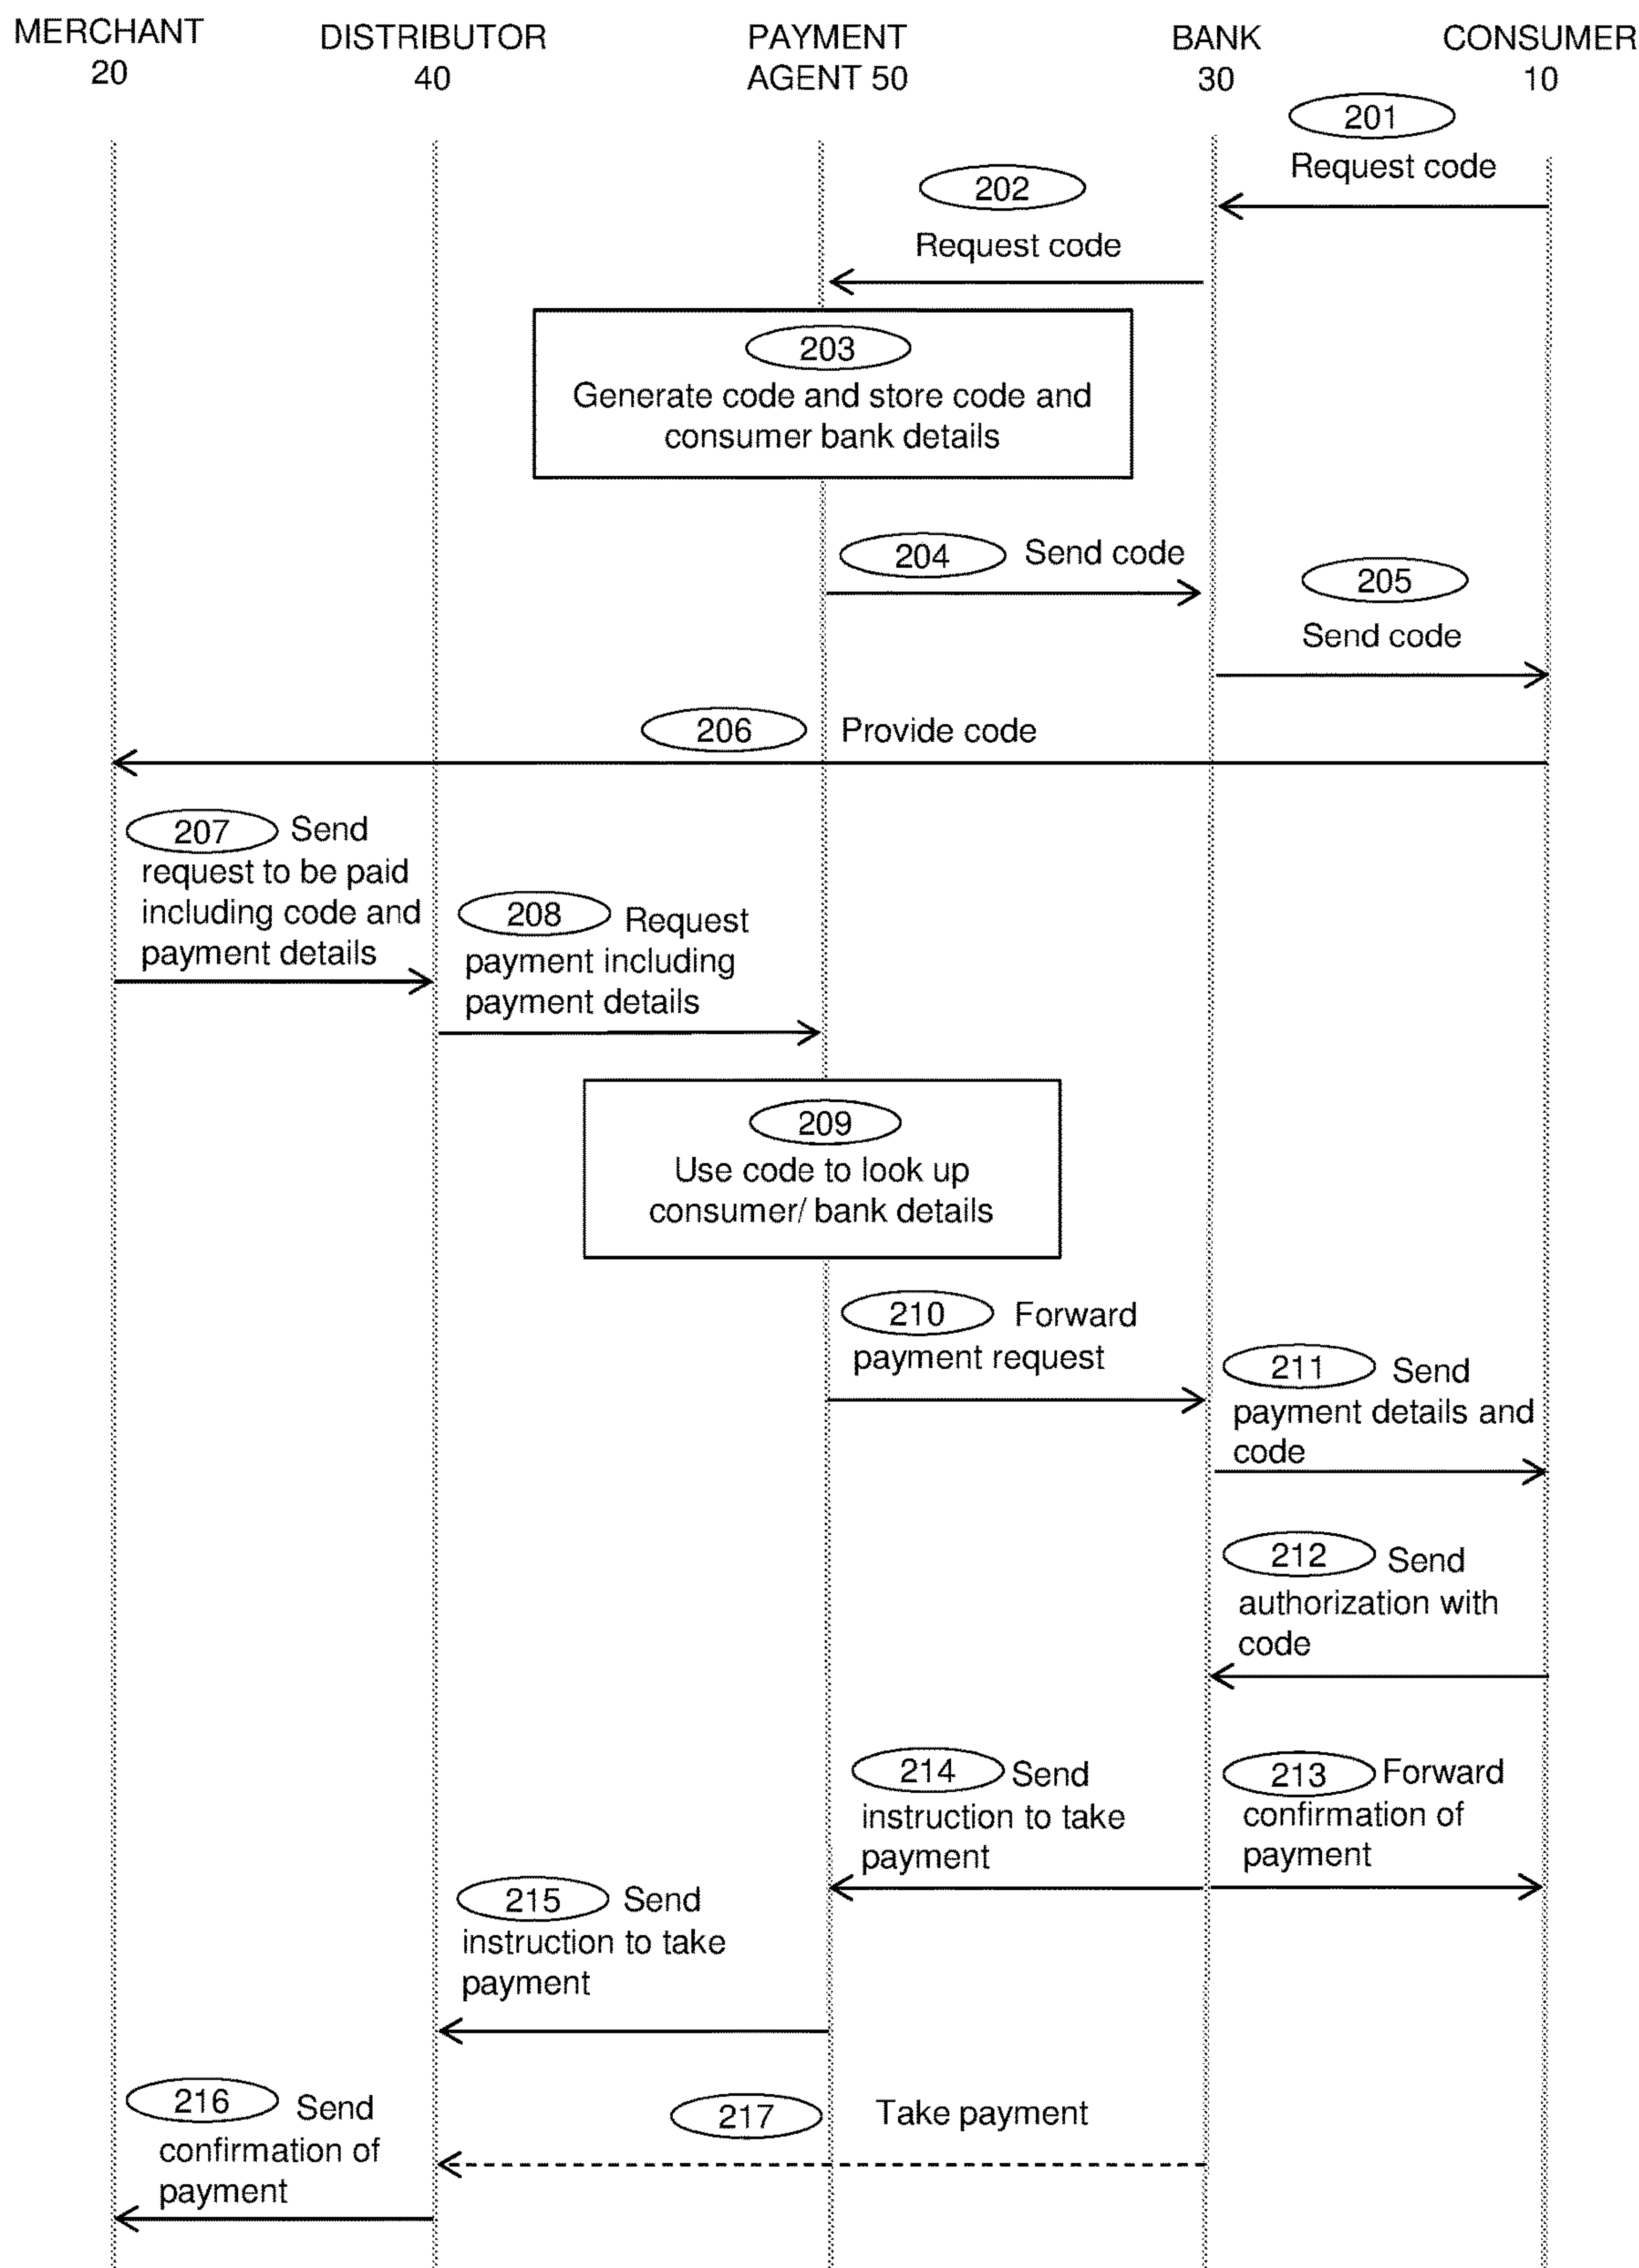 MERCHANT
20
DISTRIBUTOR
40
PAYMENT
AGENT 50
BANK
30
CONSUMER
10
201
Request code
202
Request code
203
Generate code and store code and
consumer bank details
204 Send code
205
Send code
206 Provide code
207 Send
request to be paid
including code and
payment details
208 Request
payment including
payment details
209
Use code to look up
consumer/ bank details
210 Forward
payment request
211 Send
payment details and
code
212 Send
authorization with
code
214 Send
instruction to take
payment
213 Forward
confirmation of
payment
215 Send
instruction to take
payment
216 Send
confirmation of
payment
217 Take payment